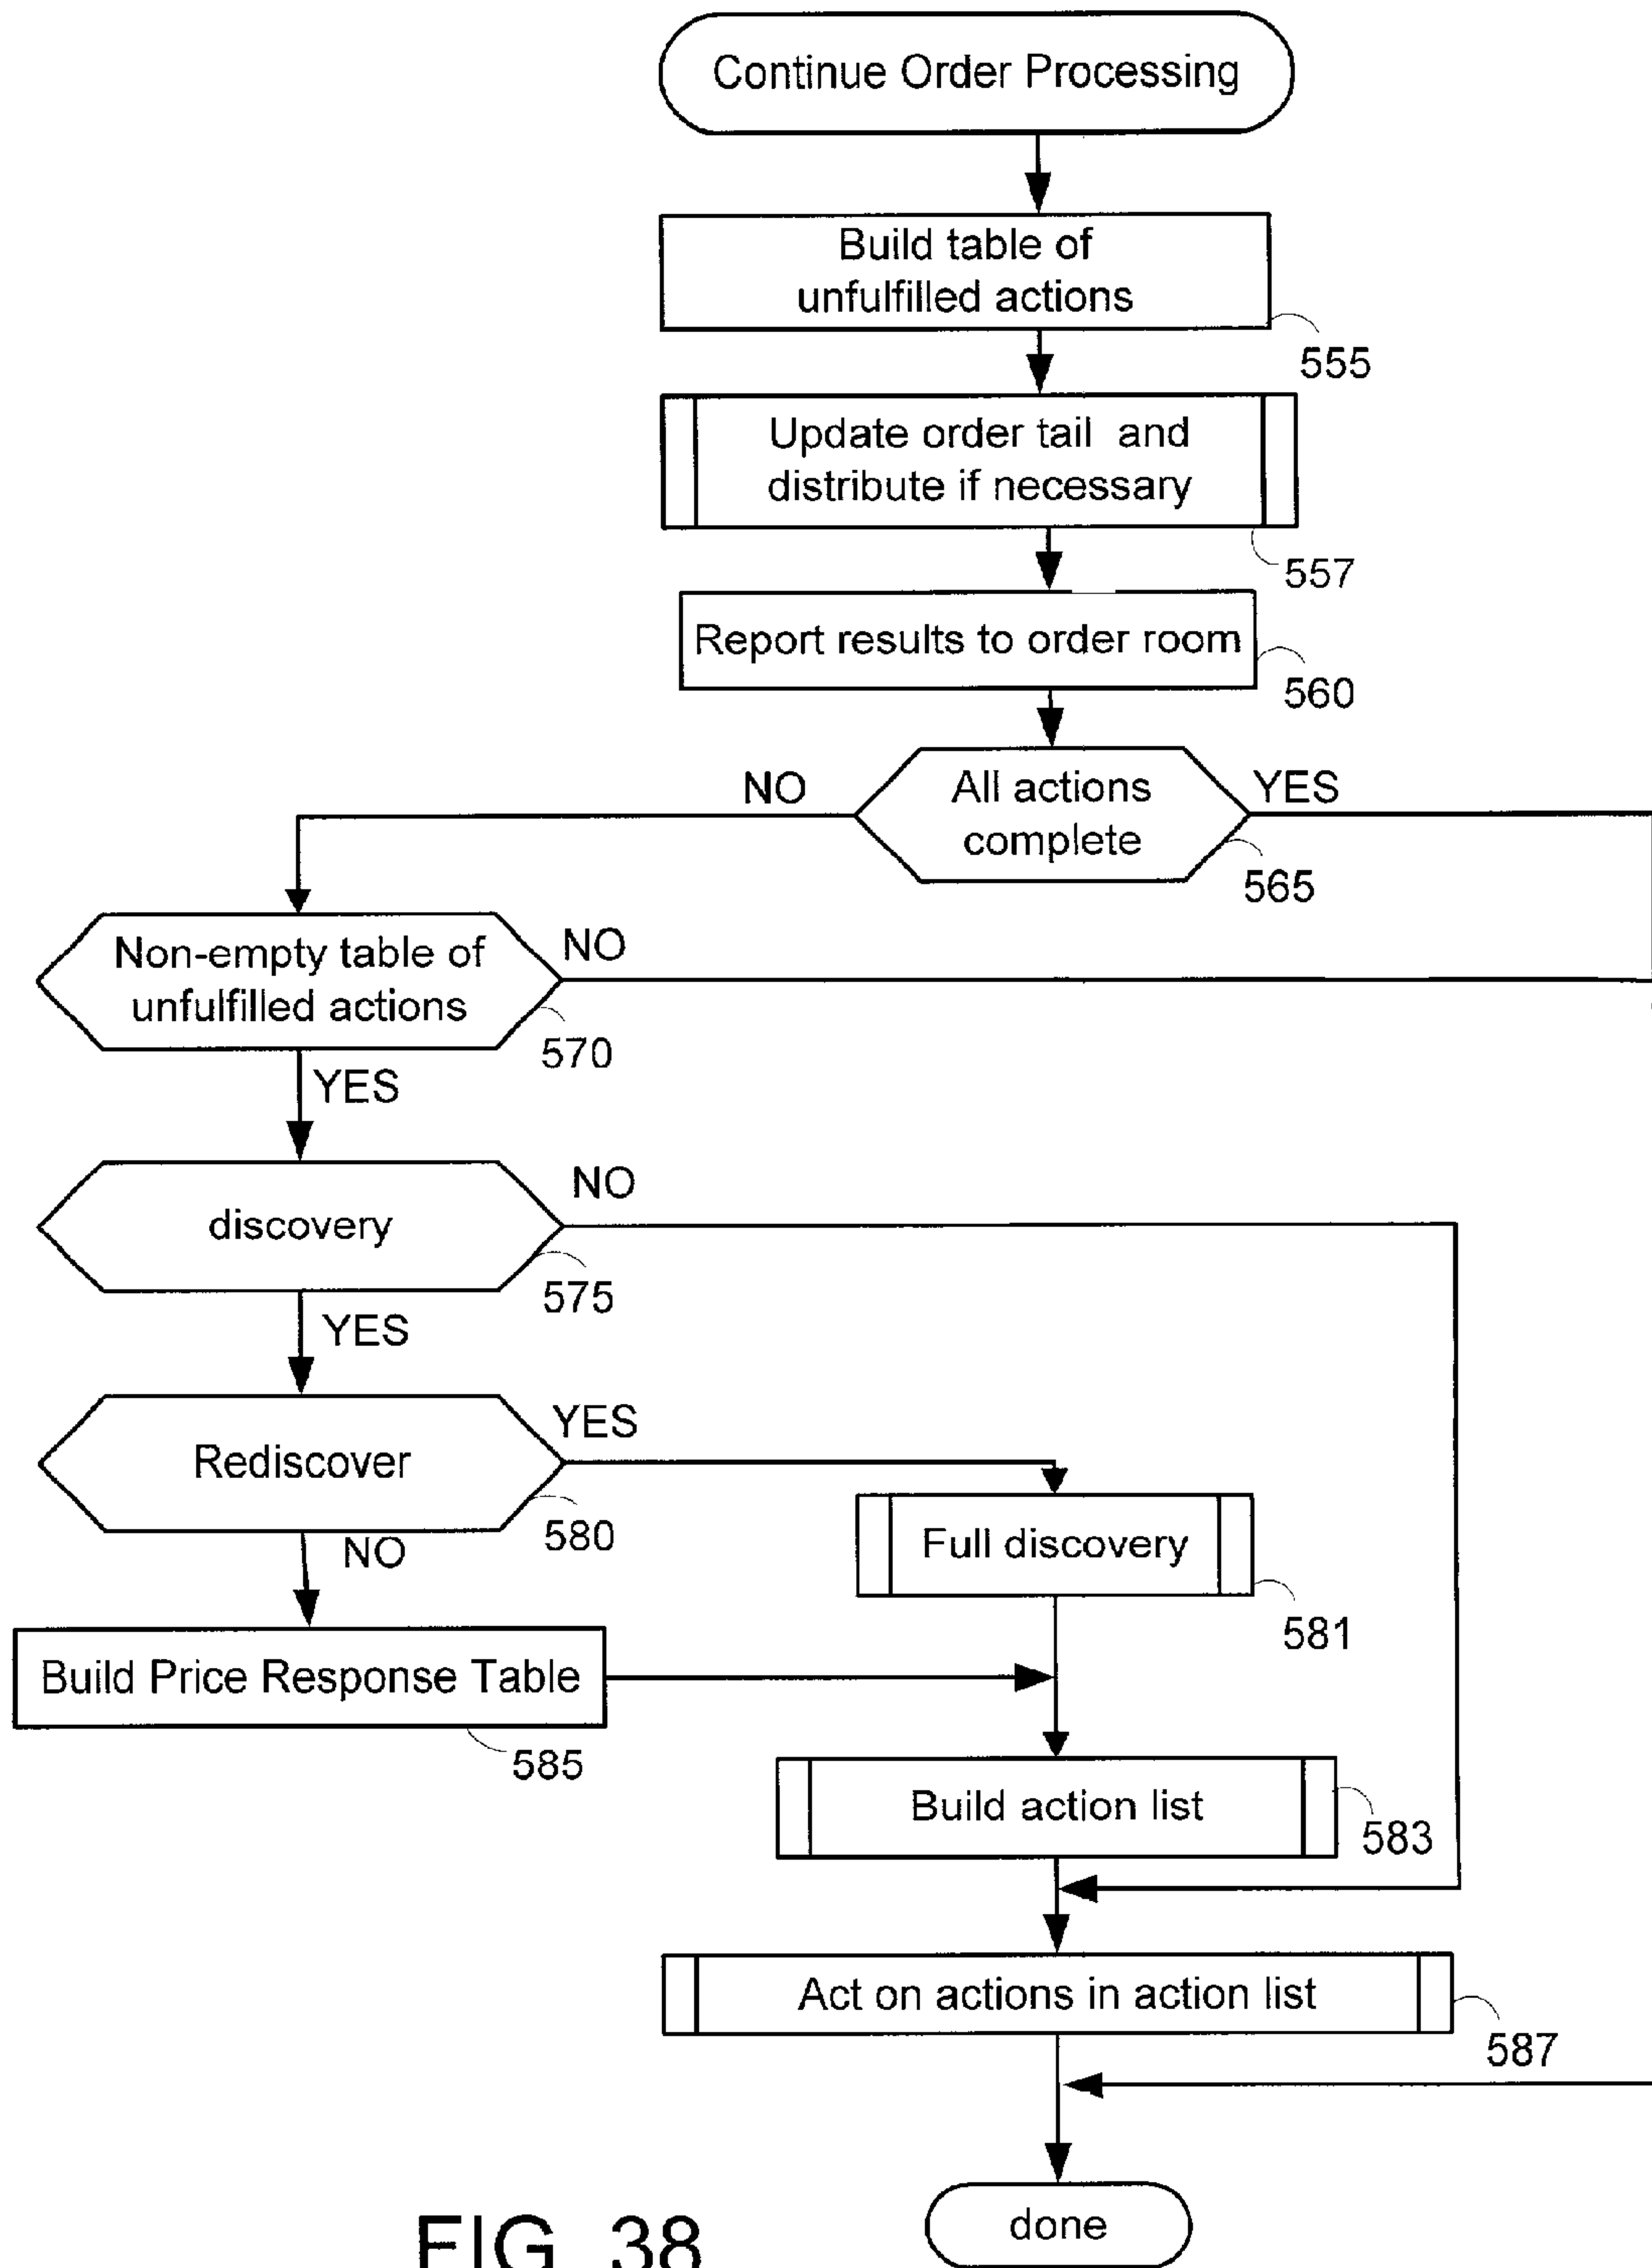 Continue Order Processing
Build table of
unfulfilled actions
555
Update order tail and
distribute if necessary
557
Report results to order room
560
NO
All actions
complete
YES
565
Non-empty table of
unfulfilled actions
NO
570
YES
discovery
NO
575
YES
Rediscover
YES
580
NO
Full discovery
581
Build Price Response Table
585
Build action list
583
Act on actions in action list
587
done
FIG. 38